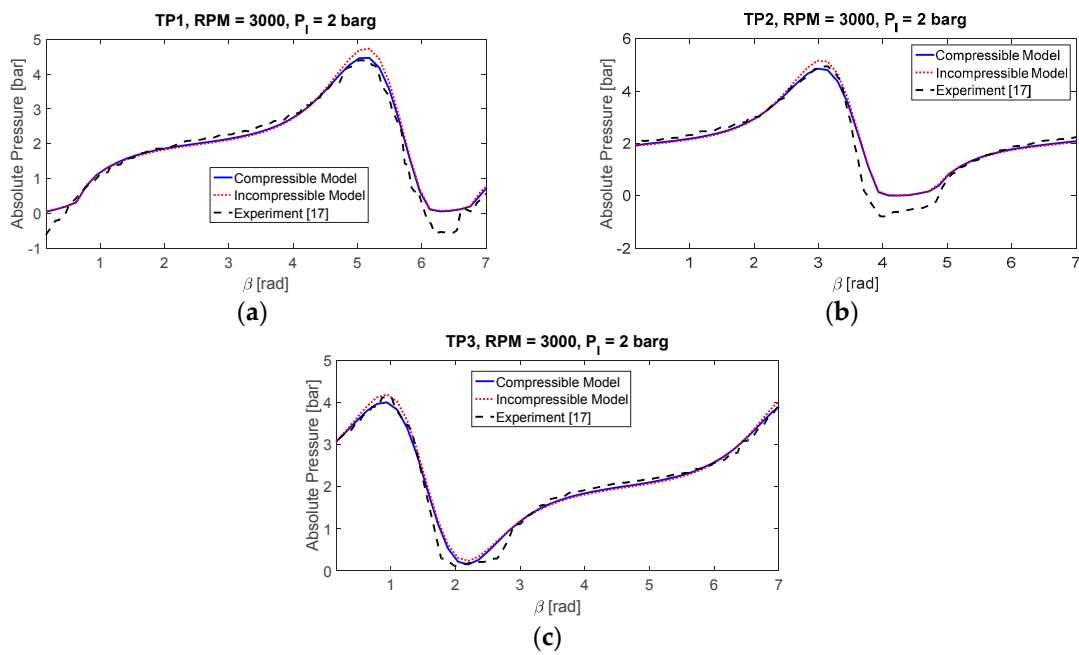 TP1, RPM = 3000, P_I = 2 barg
Absolute Pressure [bar]
5
4
3
2
1
0
-1
Compressible Model
Incompressible Model
Experiment [17]
1 2 3 4 5 6 7
β [rad]
(a)
TP2, RPM = 3000, P_I = 2 barg
Absolute Pressure [bar]
6
4
2
0
-2
Compressible Model
Incompressible Model
Experiment [17]
1 2 3 4 5 6 7
β [rad]
(b)
TP3, RPM = 3000, P_I = 2 barg
Absolute Pressure [bar]
5
4
3
2
1
0
Compressible Model
Incompressible Model
Experiment [17]
1 2 3 4 5 6 7
β [rad]
(c)